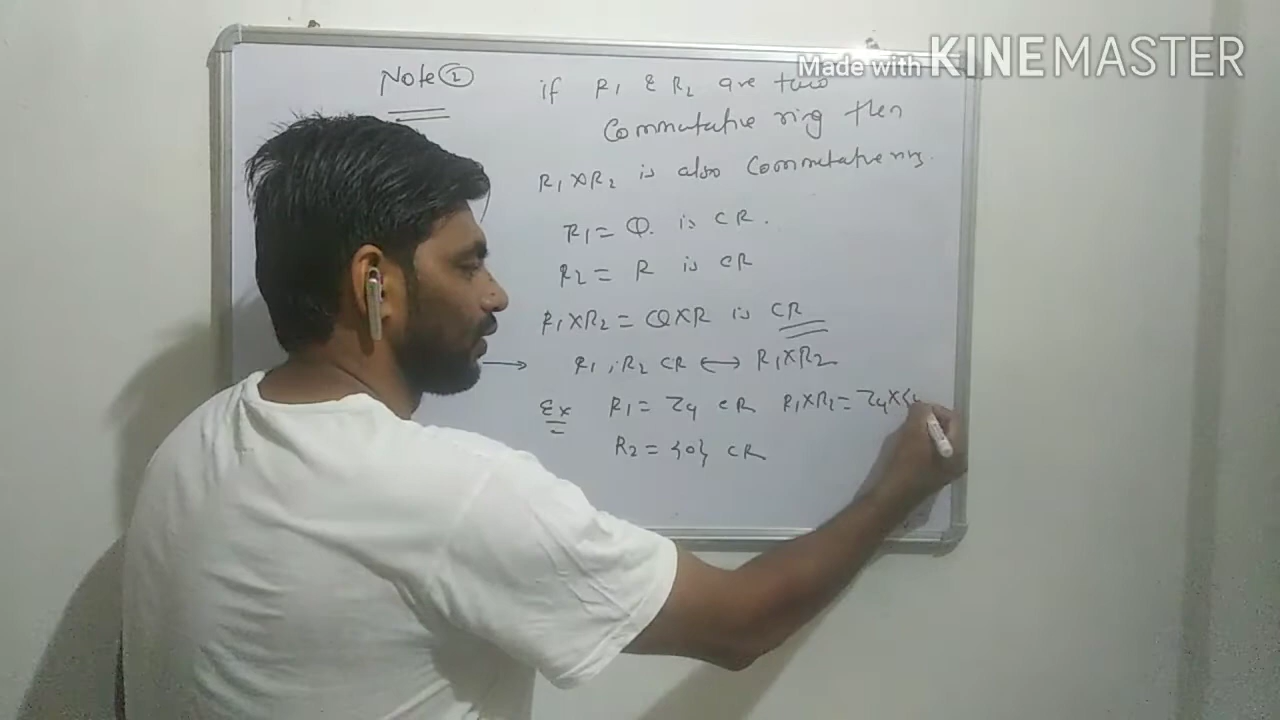 Made with KINEMASTER
Note ②
if R1 & R2 are two
Commutative ring then
R1×R2 is also Commutative ring.
R1 = Q. is CR.
R2 = R is CR
R1×R2 = Q×R is CR
→ R1, R2 CR ↔ R1×R2
Ex R1 = Z4 CR R1×R2 = Z4×
R2 = {0} CR